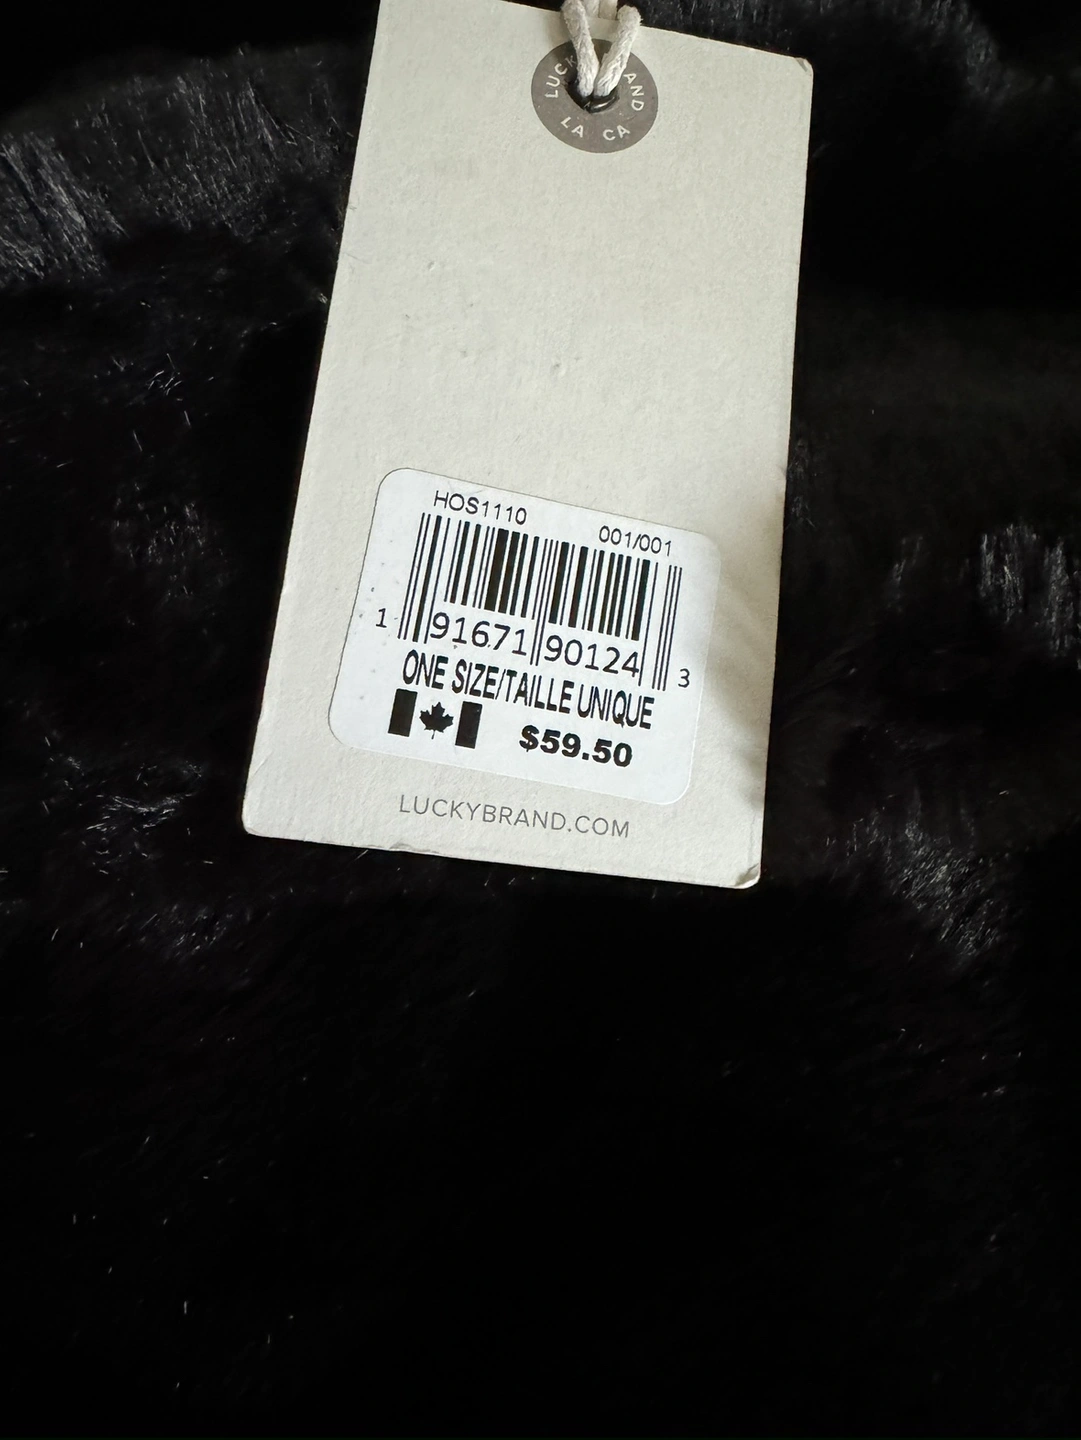 LUCKY BRAND
LA CA
HOS1110
001/001
1 91671 90124 3
ONE SIZE/TAILLE UNIQUE
$59.50
LUCKYBRAND.COM